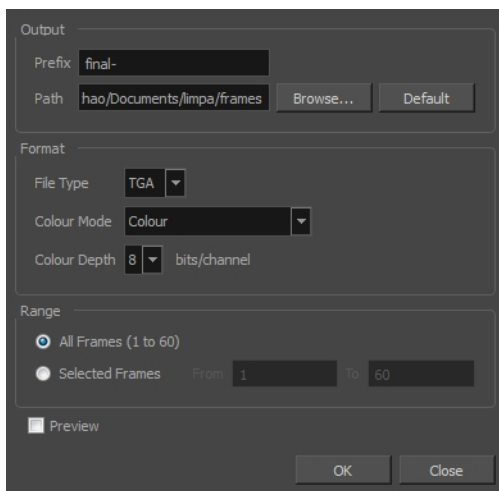 Output
Prefix final-
Path hao/Documents/limpa/frames Browse... Default
Format
File Type TGA
Colour Mode Colour
Colour Depth 8 bits/channel
Range
All Frames (1 to 60)
Selected Frames From 1 To 60
Preview
OK Close